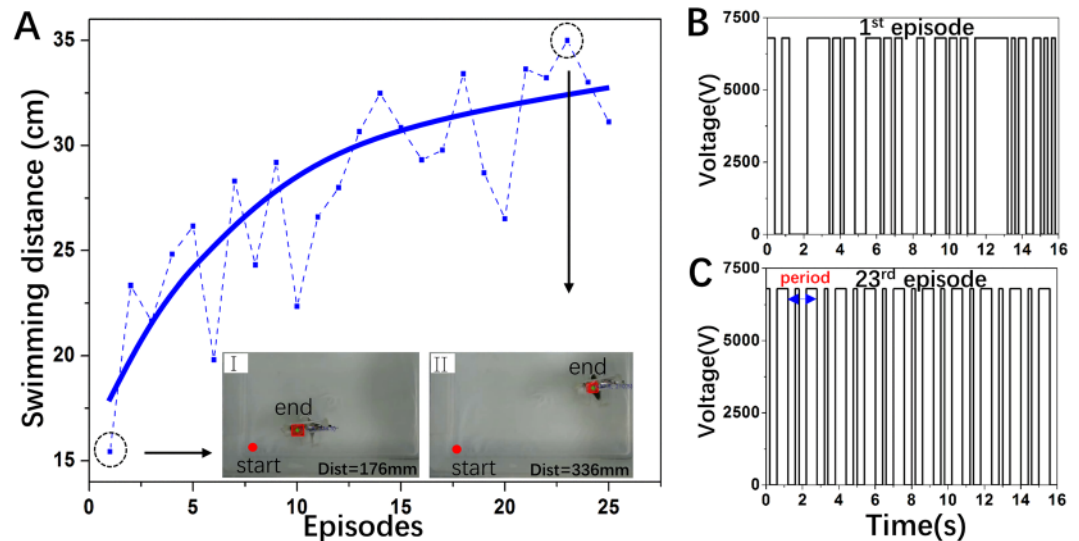 A
Swimming distance (cm)
35
30
25
20
15
0
5
10
15
20
25
Episodes
I
end
start
Dist=176mm
II
end
start
Dist=336mm
B
1st episode
Voltage(V)
7500
5000
2500
0
0 2 4 6 8 10 12 14 16
C
23rd episode
period
Voltage(V)
7500
5000
2500
0
0 2 4 6 8 10 12 14 16
Time(s)